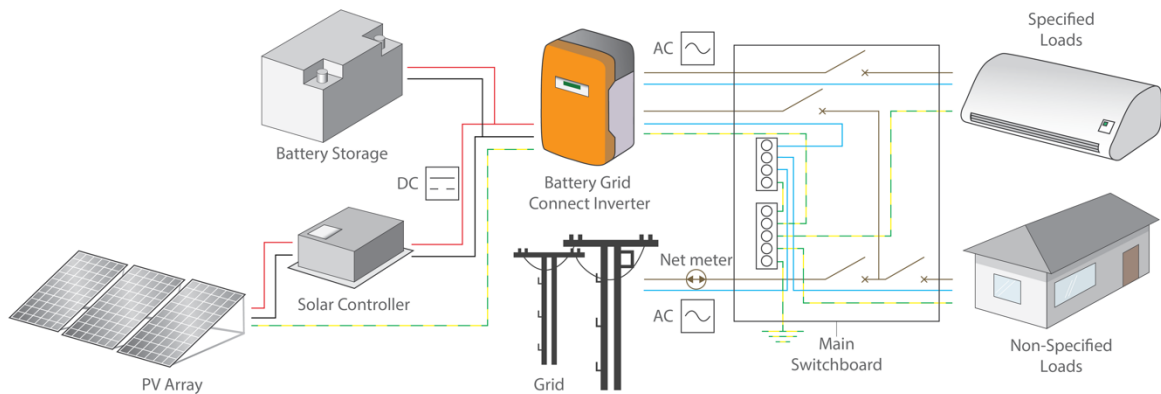 Battery Storage
DC
Solar Controller
PV Array
AC
Battery Grid
Connect Inverter
Net meter
AC
Grid
Main
Switchboard
Specified
Loads
Non-Specified
Loads